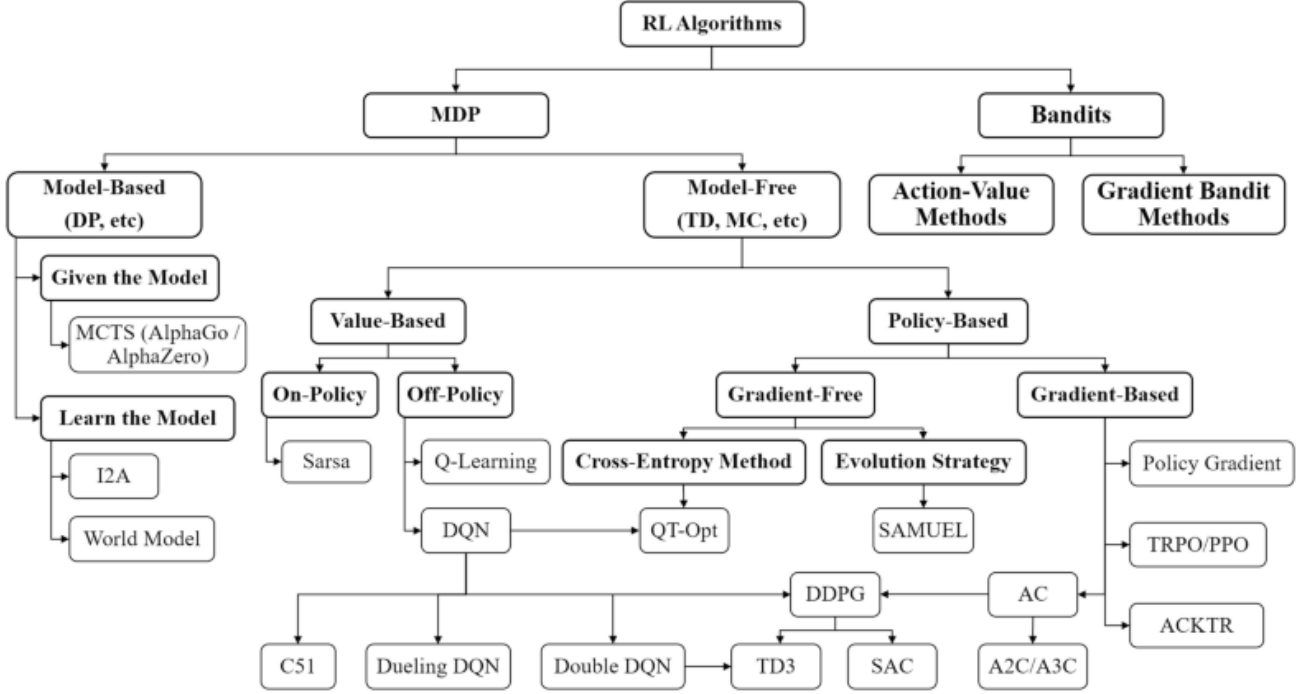 RL Algorithms
MDP
Bandits
Model-Based
(DP, etc)
Model-Free
(TD, MC, etc)
Action-Value
Methods
Gradient Bandit
Methods
Given the Model
MCTS (AlphaGo /
AlphaZero)
Value-Based
Policy-Based
Learn the Model
On-Policy
Off-Policy
Gradient-Free
Gradient-Based
I2A
Sarsa
Q-Learning
Cross-Entropy Method
Evolution Strategy
Policy Gradient
World Model
DQN
QT-Opt
SAMUEL
TRPO/PPO
DDPG
AC
ACKTR
C51
Dueling DQN
Double DQN
TD3
SAC
A2C/A3C